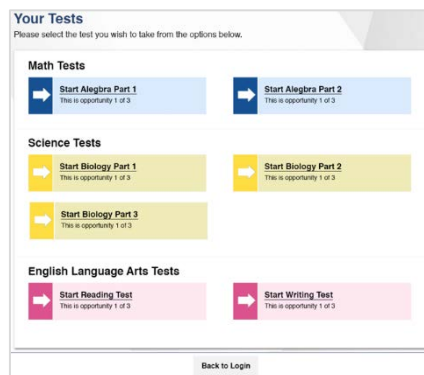 Your Tests
Please select the test you wish to take from the options below.
Math Tests
Start Alegbra Part 1
This is opportunity 1 of 3
Start Alegbra Part 2
This is opportunity 1 of 3
Science Tests
Start Biology Part 1
This is opportunity 1 of 3
Start Biology Part 2
This is opportunity 1 of 3
Start Biology Part 3
This is opportunity 1 of 3
English Language Arts Tests
Start Reading Test
This is opportunity 1 of 3
Start Writing Test
This is opportunity 1 of 3
Back to Login